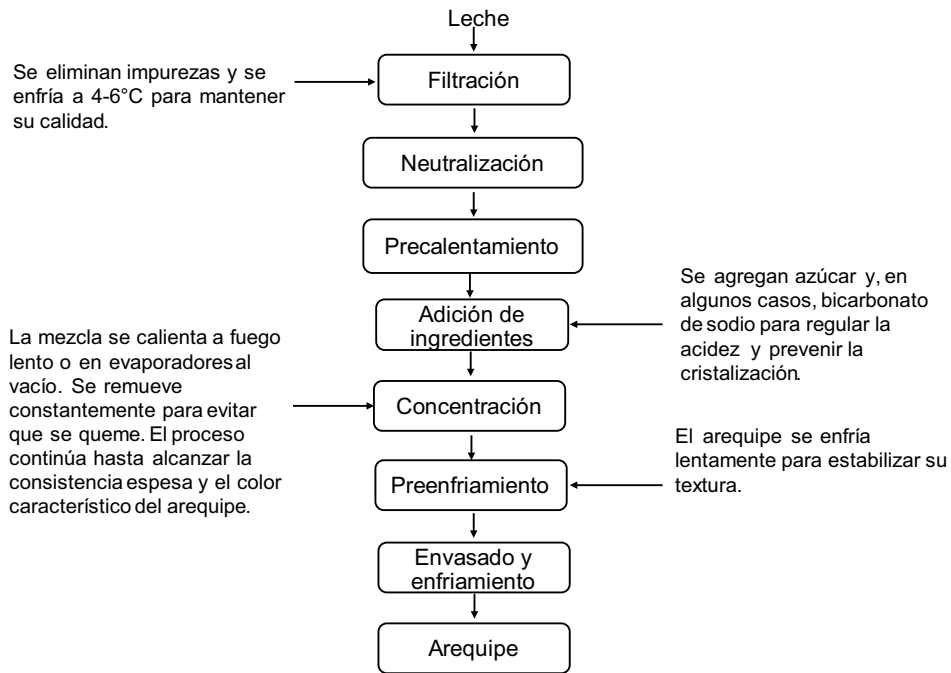 Leche
Se eliminan impurezas y se
enfría a 4-6°C para mantener
su calidad.
Filtración
Neutralización
Precalentamiento
Adición de
ingredientes
Se agregan azúcar y, en
algunos casos, bicarbonato
de sodio para regular la
acidez y prevenir la
cristalización.
La mezcla se calienta a fuego
lento o en evaporadores al
vacío. Se remueve
constantemente para evitar
que se queme. El proceso
continúa hasta alcanzar la
consistencia espesa y el color
característico del arequipe.
Concentración
Preenfriamiento
El arequipe se enfría
lentamente para estabilizar su
textura.
Envasado y
enfriamiento
Arequipe